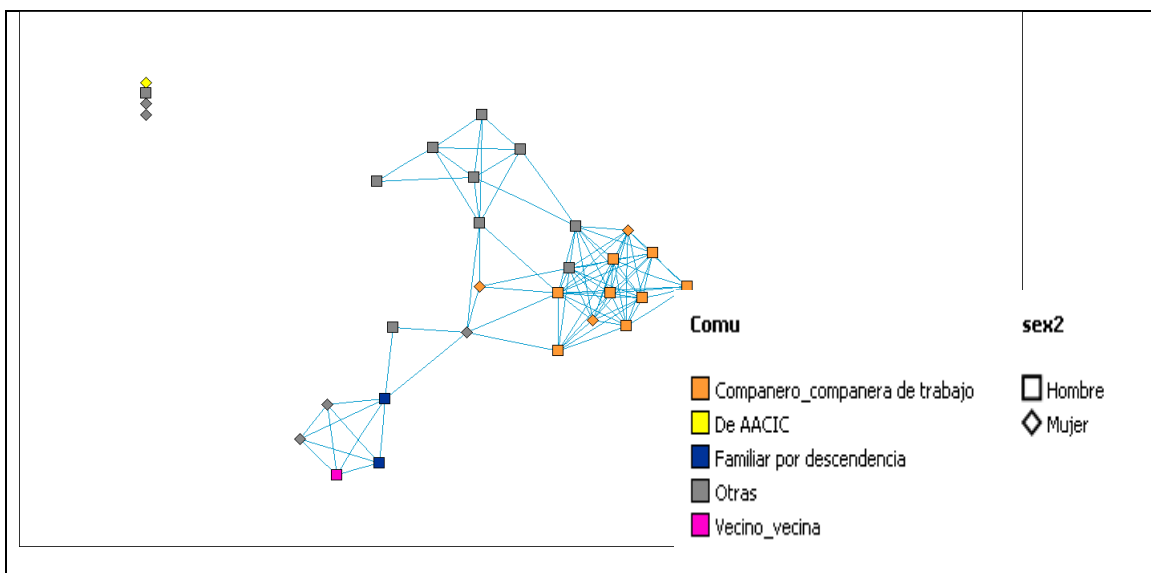 Comu
Companero_companera de trabajo
De AACIC
Familiar por descendencia
Otras
Vecino_vecina
sex2
Hombre
Mujer